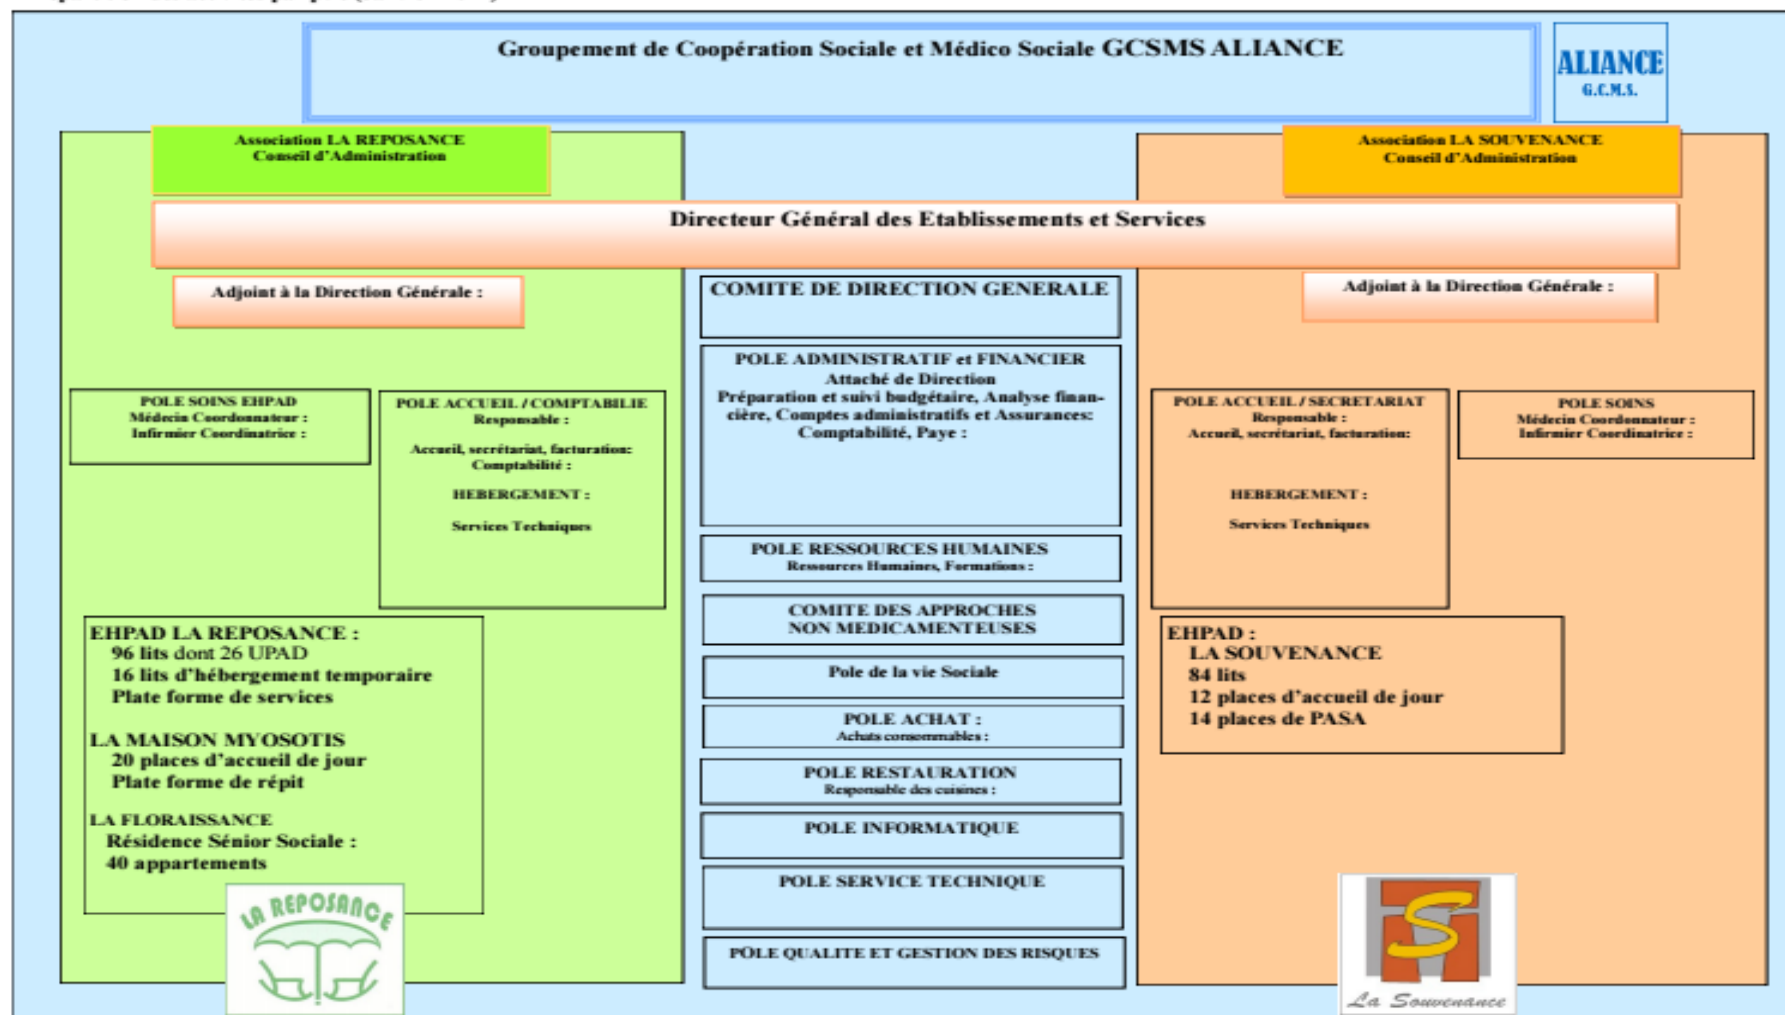 Groupement de Coopération Sociale et Médico Sociale GCSMS ALIANCE
ALIANCE
G.C.M.S.
Association LA REPOSANCE
Conseil d'Administration
Association LA SOUVENANCE
Conseil d'Administration
Directeur Général des Etablissements et Services
Adjoint à la Direction Générale :
COMITE DE DIRECTION GENERALE
Adjoint à la Direction Générale :
POLE SOINS EHPAD
Médecin Coordonnateur :
Infirmier Coordinatrice :
POLE ACCUEIL / COMPTABILIE
Responsable :
Accueil, secrétariat, facturation:
Comptabilité :
HEBERGEMENT :
Services Techniques
POLE ADMINISTRATIF et FINANCIER
Attaché de Direction
Préparation et suivi budgétaire, Analyse finan-
cière, Comptes administratifs et Assurances:
Comptabilité, Paye :
POLE RESSOURCES HUMAINES
Ressources Humaines, Formations :
COMITE DES APPROCHES
NON MEDICAMENTEUSES
Pole de la vie Sociale
POLE ACHAT :
Achats consommables :
POLE RESTAURATION
Responsable des cuisines :
POLE INFORMATIQUE
POLE SERVICE TECHNIQUE
PÔLE QUALITE ET GESTION DES RISQUES
POLE ACCUEIL / SECRETARIAT
Responsable :
Accueil, secrétariat, facturation:
HEBERGEMENT :
Services Techniques
POLE SOINS
Médecin Coordonnateur :
Infirmier Coordinatrice :
EHPAD LA REPOSANCE :
96 lits dont 26 UPAD
16 lits d'hébergement temporaire
Plate forme de services
LA MAISON MYOSOTIS
20 places d'accueil de jour
Plate forme de répit
LA FLORAISSANCE
Résidence Sénior Sociale :
40 appartements
LA REPOSANCE
EHPAD :
LA SOUVENANCE
84 lits
12 places d'accueil de jour
14 places de PASA
S
La Souvenance